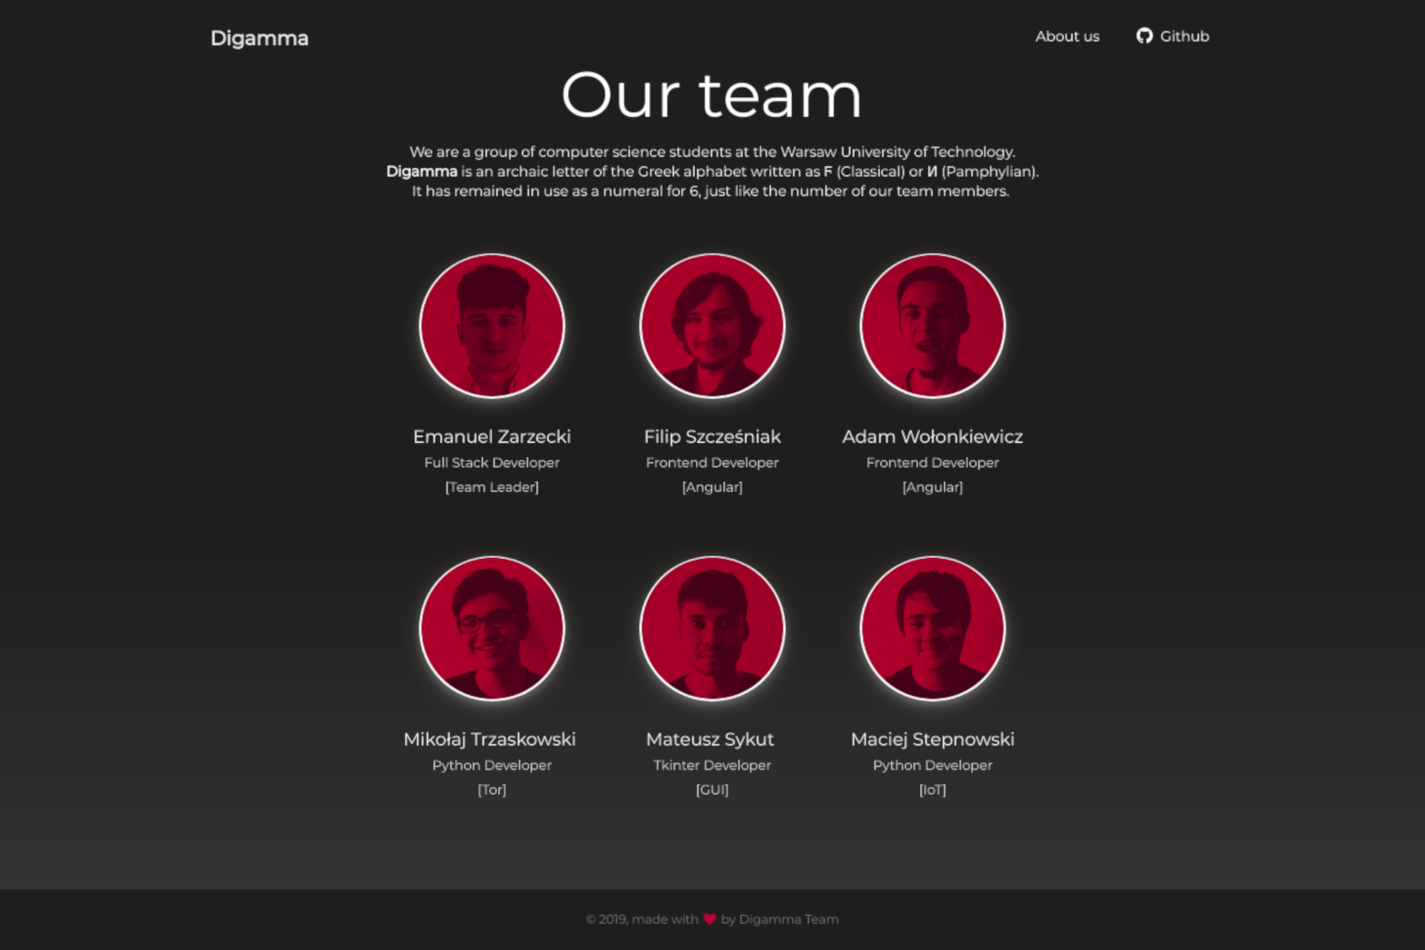 Digamma
About us
Github
Our team
We are a group of computer science students at the Warsaw University of Technology.
Digamma is an archaic letter of the Greek alphabet written as Ϝ (Classical) or Ͷ (Pamphylian).
It has remained in use as a numeral for 6, just like the number of our team members.
Emanuel Zarzecki
Full Stack Developer
[Team Leader]
Filip Szcześniak
Frontend Developer
[Angular]
Adam Wołonkiewicz
Frontend Developer
[Angular]
Mikołaj Trzaskowski
Python Developer
[Tor]
Mateusz Sykut
Tkinter Developer
[GUI]
Maciej Stepnowski
Python Developer
[IoT]
© 2019, made with ♥ by Digamma Team